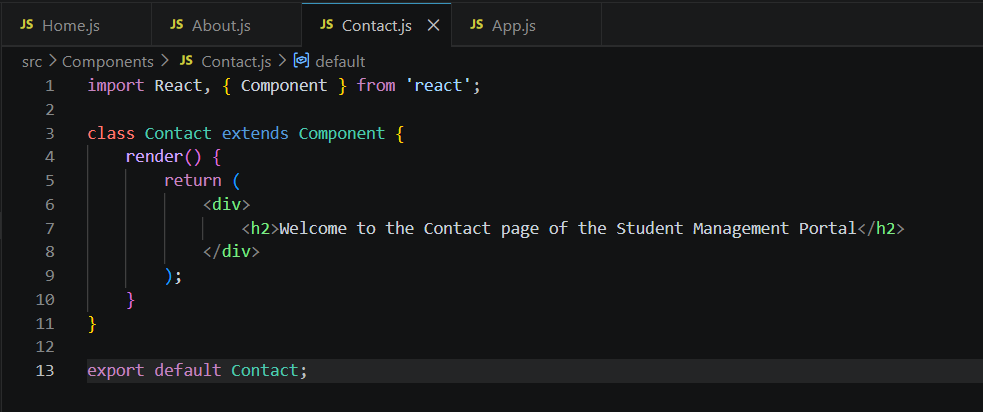 JS Home.js JS About.js JS Contact.js JS App.js
src > Components > JS Contact.js > default
1 import React, { Component } from 'react';
2
3 class Contact extends Component {
4     render() {
5         return (
6             <div>
7                 <h2>Welcome to the Contact page of the Student Management Portal</h2>
8             </div>
9         );
10     }
11 }
12
13 export default Contact;